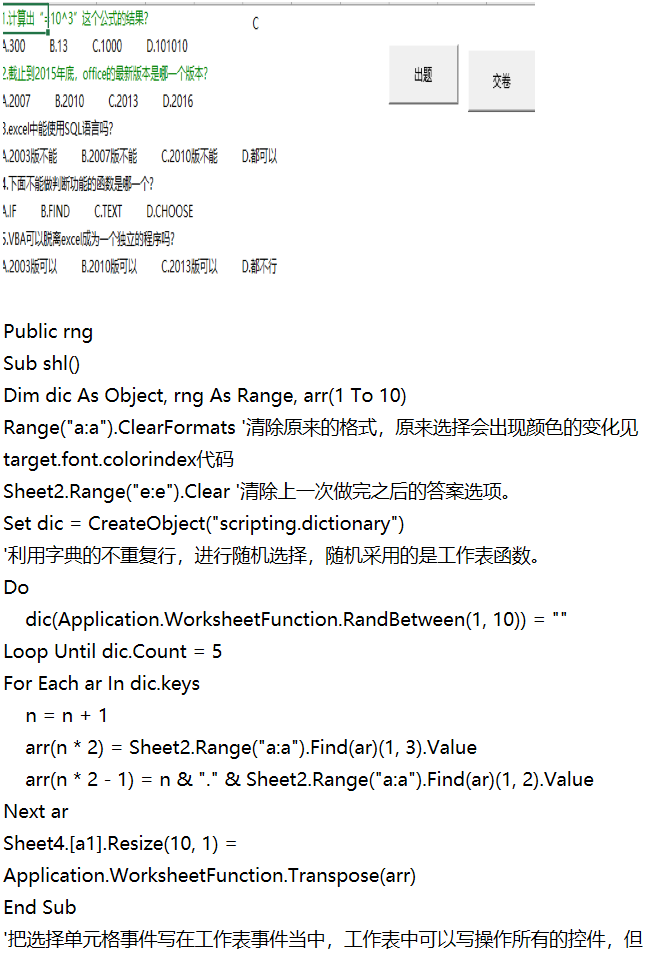 1.计算出“=10^3”这个公式的结果?
C
A.300 B.13 C.1000 D.101010
2.截止到2015年底，office的最新版本是哪一个版本?
A.2007 B.2010 C.2013 D.2016
出题
交卷
3.excel中能使用SQL语言吗?
A.2003版不能 B.2007版不能 C.2010版不能 D.都可以
4.下面不能做判断功能的函数是哪一个?
A.IF B.FIND C.TEXT D.CHOOSE
5.VBA可以脱离excel成为一个独立的程序吗?
A.2003版可以 B.2010版可以 C.2013版可以 D.都不行
Public rng
Sub shl()
Dim dic As Object, rng As Range, arr(1 To 10)
Range("a:a").ClearFormats '清除原来的格式，原来选择会出现颜色的变化见
target.font.colorindex代码
Sheet2.Range("e:e").Clear '清除上一次做完之后的答案选项。
Set dic = CreateObject("scripting.dictionary")
'利用字典的不重复行，进行随机选择，随机采用的是工作表函数。
Do
dic(Application.WorksheetFunction.RandBetween(1, 10)) = ""
Loop Until dic.Count = 5
For Each ar In dic.keys
n = n + 1
arr(n * 2) = Sheet2.Range("a:a").Find(ar)(1, 3).Value
arr(n * 2 - 1) = n & "." & Sheet2.Range("a:a").Find(ar)(1, 2).Value
Next ar
Sheet4.[a1].Resize(10, 1) =
Application.WorksheetFunction.Transpose(arr)
End Sub
'把选择单元格事件写在工作表事件当中，工作表中可以写操作所有的控件，但